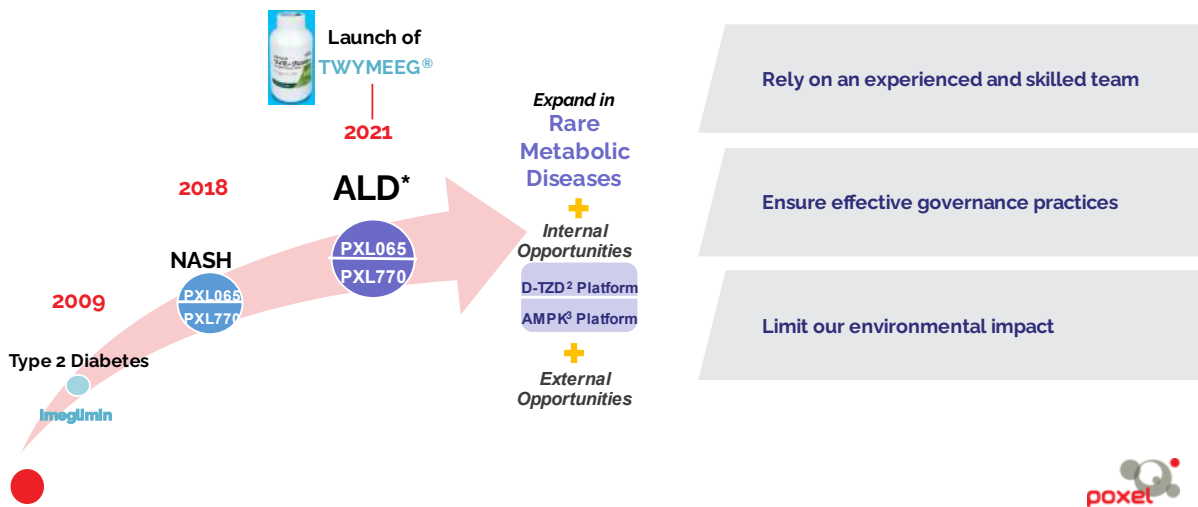 Launch of
TWYMEEG®
2021
2018
ALD*
PXL065
PXL770
NASH
PXL065
PXL770
2009
Type 2 Diabetes
Imeglimin
Expand in
Rare
Metabolic
Diseases
Internal
Opportunities
D-TZD² Platform
AMPK³ Platform
External
Opportunities
Rely on an experienced and skilled team
Ensure effective governance practices
Limit our environmental impact
poxel